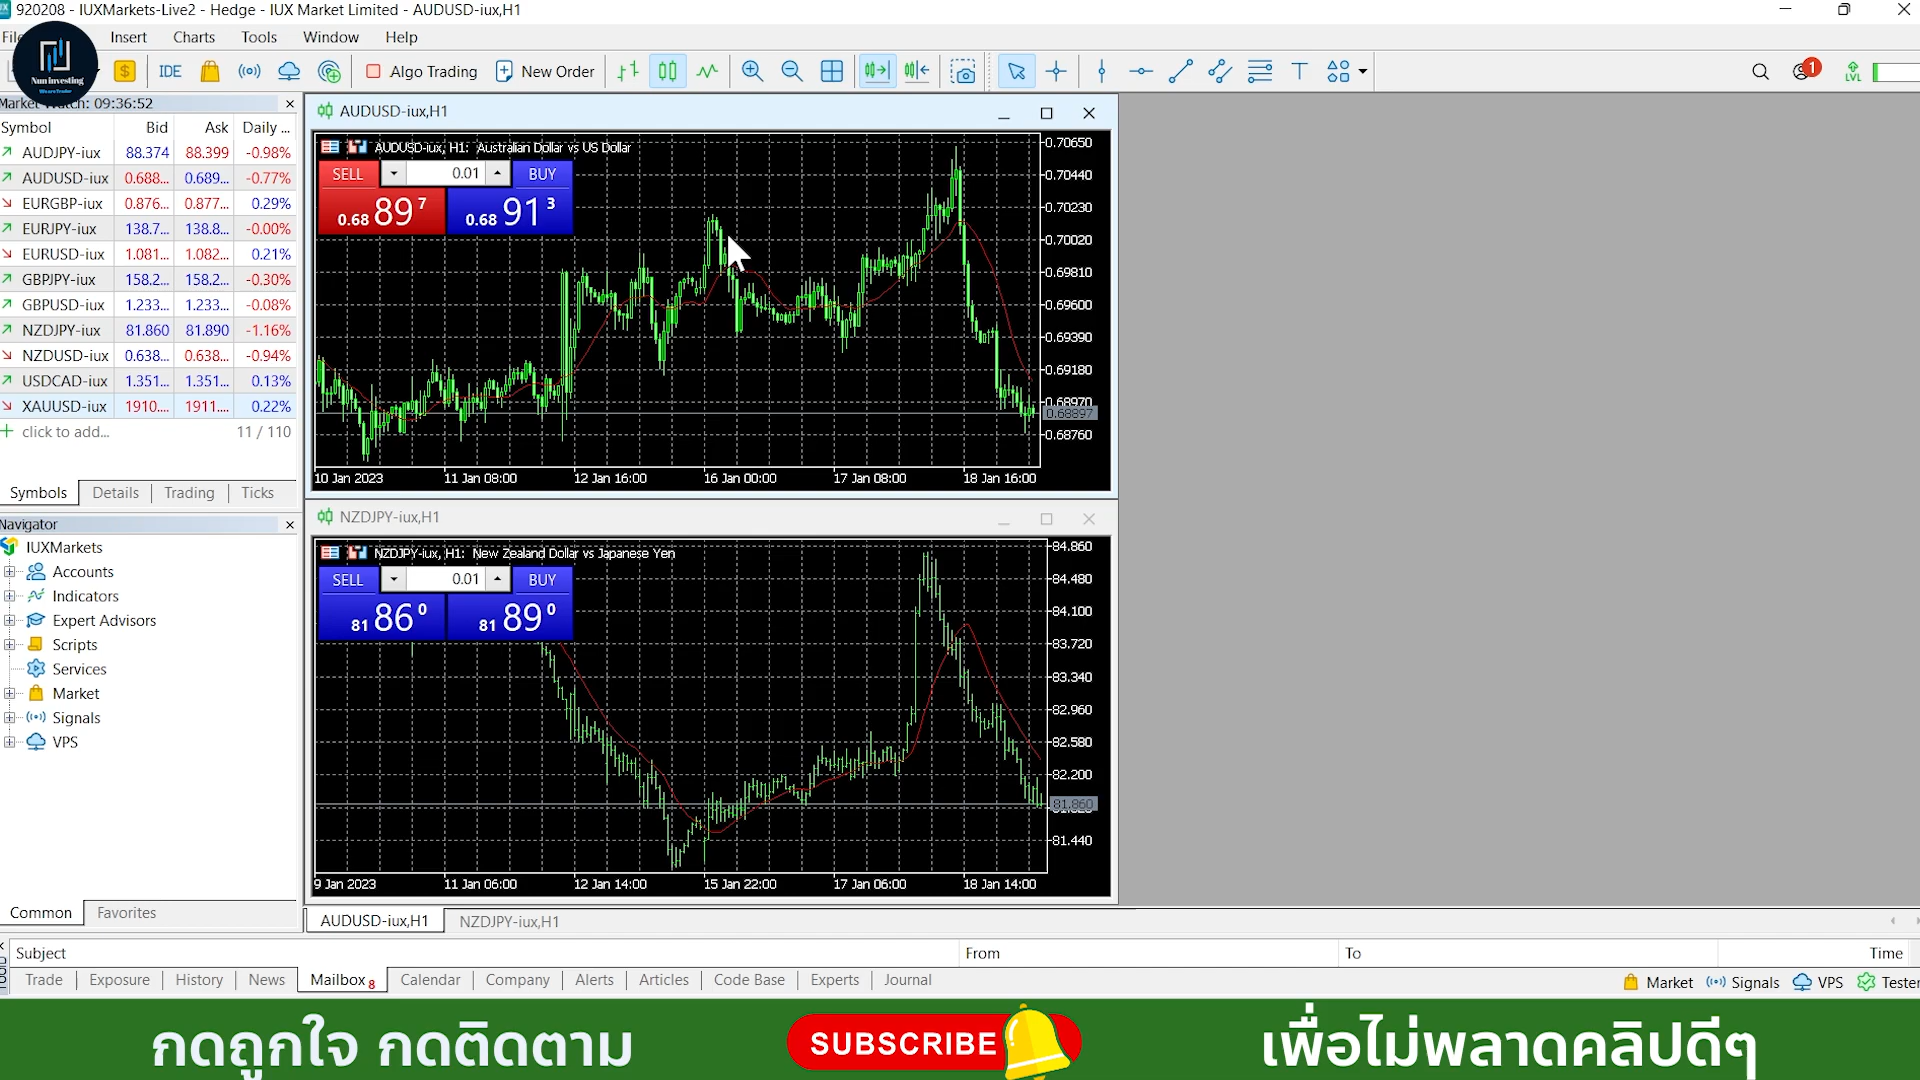 920208 - IUXMarkets-Live2 - Hedge - IUX Market Limited - AUDUSD-iux,H1
Insert Charts Tools Window Help
Nun investing
We are Trader
IDE Algo Trading New Order 1 LVL
09:36:52
Symbol Bid Ask Daily ...
AUDJPY-iux 88.374 88.399 -0.98%
AUDUSD-iux 0.688... 0.689... -0.77%
EURGBP-iux 0.876... 0.877... 0.29%
EURJPY-iux 138.7... 138.8... -0.00%
EURUSD-iux 1.081... 1.082... 0.21%
GBPJPY-iux 158.2... 158.2... -0.30%
GBPUSD-iux 1.233... 1.233... -0.08%
NZDJPY-iux 81.860 81.890 -1.16%
NZDUSD-iux 0.638... 0.638... -0.94%
USDCAD-iux 1.351... 1.351... 0.13%
XAUUSD-iux 1910.... 1911.... 0.22%
click to add... 11 / 110
Symbols Details Trading Ticks
Navigator
IUXMarkets
Accounts
Indicators
Expert Advisors
Scripts
Services
Market
Signals
VPS
Common Favorites
AUDUSD-iux,H1
AUDUSD-iux, H1: Australian Dollar vs US Dollar
SELL 0.01 BUY
0.68 89 7 0.68 91 3
0.70650
0.70440
0.70230
0.70020
0.69810
0.69600
0.69390
0.69180
0.68970
0.68897
0.68760
10 Jan 2023 11 Jan 08:00 12 Jan 16:00 16 Jan 00:00 17 Jan 08:00 18 Jan 16:00
NZDJPY-iux,H1
NZDJPY-iux, H1: New Zealand Dollar vs Japanese Yen
SELL 0.01 BUY
81 86 0 81 89 0
84.860
84.480
84.100
83.720
83.340
82.960
82.580
82.200
81.860
81.440
9 Jan 2023 11 Jan 06:00 12 Jan 14:00 15 Jan 22:00 17 Jan 06:00 18 Jan 14:00
AUDUSD-iux,H1 NZDJPY-iux,H1
Subject From To Time
Trade Exposure History News Mailbox 8 Calendar Company Alerts Articles Code Base Experts Journal Market Signals VPS Tester
กดถูกใจ กดติดตาม SUBSCRIBE เพื่อไม่พลาดคลิปดีๆ